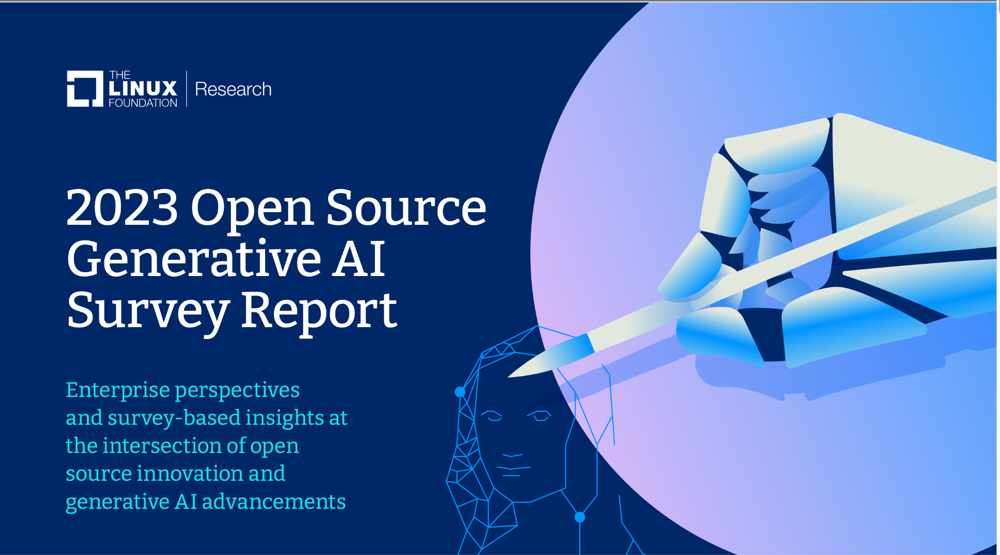 THE
LINUX
FOUNDATION
Research
2023 Open Source
Generative AI
Survey Report
Enterprise perspectives
and survey-based insights at
the intersection of open
source innovation and
generative AI advancements